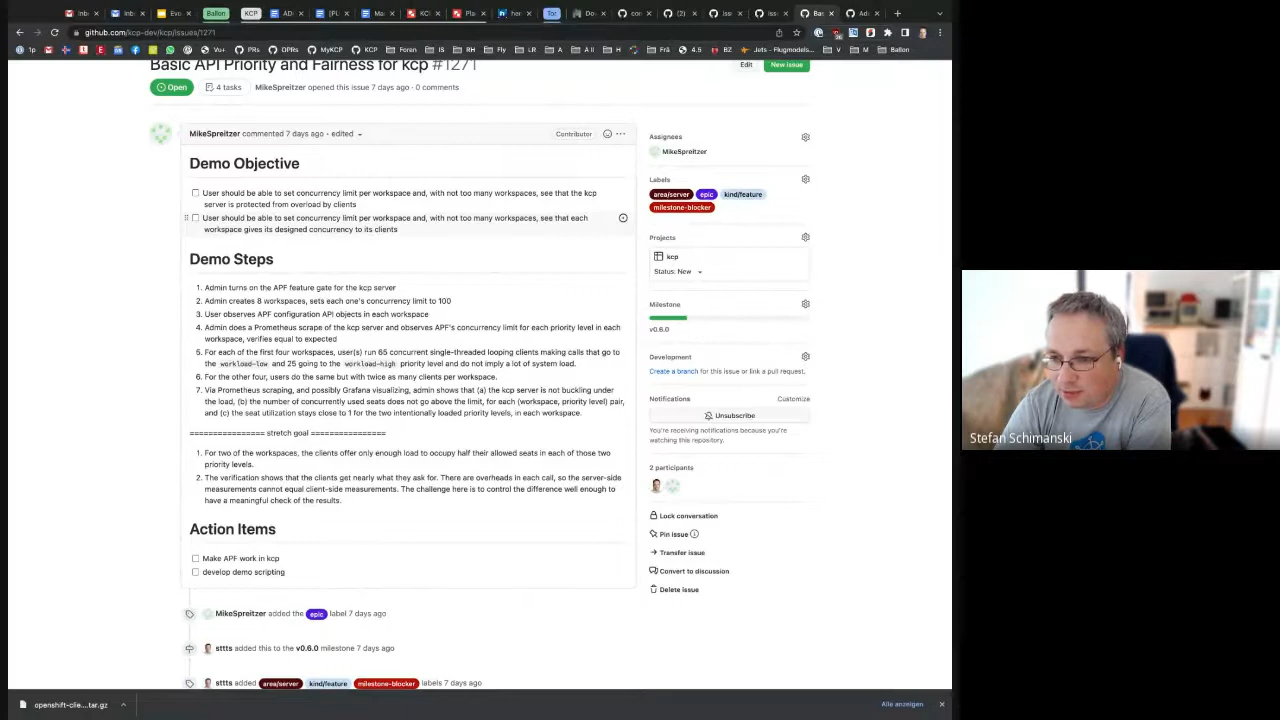 Ballon
KCP
Tor
github.com/kcp-dev/kcp/issues/1271
1p
Vu+
PRs
OPRs
MyKCP
KCP
Foren
IS
RH
Fly
LR
A
A II
H
Frä
4.5
BZ
Jets - Flugmodels...
V
M
Ballon
Basic API Priority and Fairness for kcp #1271
Edit
New issue
Open
4 tasks
MikeSpreitzer opened this issue 7 days ago · 0 comments
MikeSpreitzer commented 7 days ago · edited
Contributor
Demo Objective
User should be able to set concurrency limit per workspace and, with not too many workspaces, see that the kcp
server is protected from overload by clients
User should be able to set concurrency limit per workspace and, with not too many workspaces, see that each
workspace gives its designed concurrency to its clients
Demo Steps
1. Admin turns on the APF feature gate for the kcp server
2. Admin creates 8 workspaces, sets each one's concurrency limit to 100
3. User observes APF configuration API objects in each workspace
4. Admin does a Prometheus scrape of the kcp server and observes APF's concurrency limit for each priority level in each
workspace, verifies equal to expected
5. For each of the first four workspaces, user(s) run 65 concurrent single-threaded looping clients making calls that go to
the workload-low and 25 going to the workload-high priority level and do not imply a lot of system load.
6. For the other four, users do the same but with twice as many clients per workspace.
7. Via Prometheus scraping, and possibly Grafana visualizing, admin shows that (a) the kcp server is not buckling under
the load, (b) the number of concurrently used seats does not go above the limit, for each (workspace, priority level) pair,
and (c) the seat utilization stays close to 1 for the two intentionally loaded priority levels, in each workspace.
================ stretch goal ================
1. For two of the workspaces, the clients offer only enough load to occupy half their allowed seats in each of those two
priority levels.
2. The verification shows that the clients get nearly what they ask for. There are overheads in each call, so the server-side
measurements cannot equal client-side measurements. The challenge here is to control the difference well enough to
have a meaningful check of the results.
Action Items
Make APF work in kcp
develop demo scripting
MikeSpreitzer added the epic label 7 days ago
sttts added this to the v0.6.0 milestone 7 days ago
sttts added area/server kind/feature milestone-blocker labels 7 days ago
Assignees
MikeSpreitzer
Labels
area/server epic kind/feature
milestone-blocker
Projects
kcp
Status: New
Milestone
v0.6.0
Development
Create a branch for this issue or link a pull request.
Notifications
Customize
Unsubscribe
You're receiving notifications because you're
watching this repository.
2 participants
Lock conversation
Pin issue
Transfer issue
Convert to discussion
Delete issue
Stefan Schimanski
openshift-clie....tar.gz
Alle anzeigen